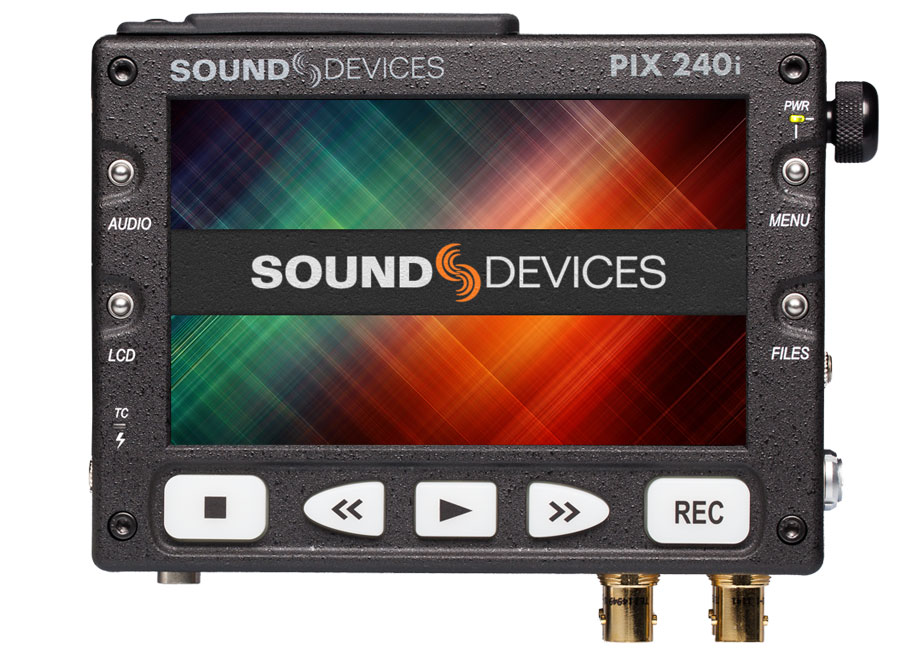 SOUND DEVICES
PIX 240i
PWR
AUDIO
MENU
SOUND DEVICES
LCD
FILES
TC
REC